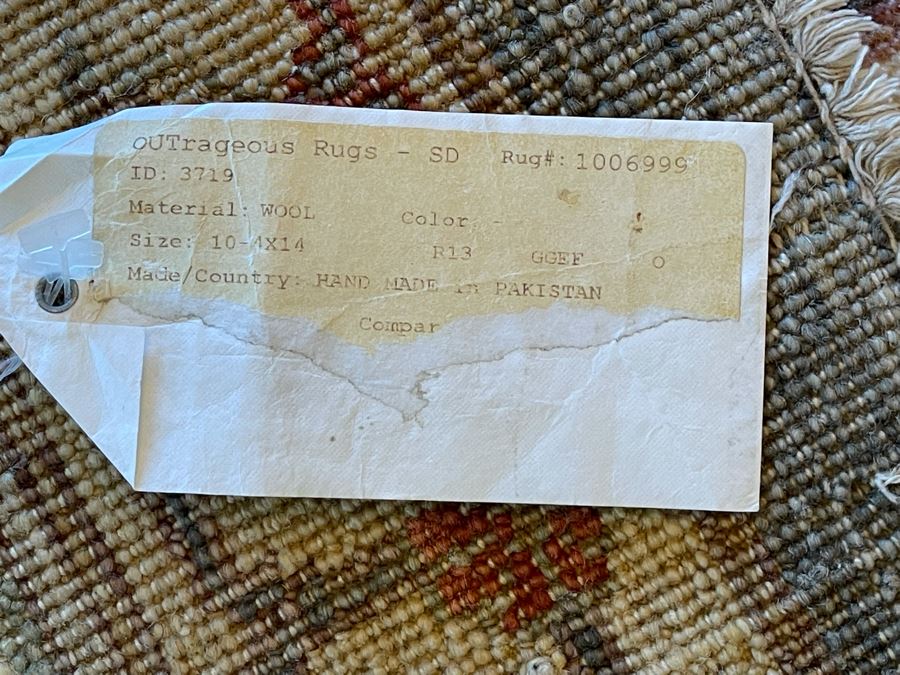 OUTrageous Rugs - SD Rug#: 1006999
ID: 3719
Material: WOOL Color: -
Size: 10-4X14 R13 GGEF O
Made/Country: HAND MADE in PAKISTAN
Compar